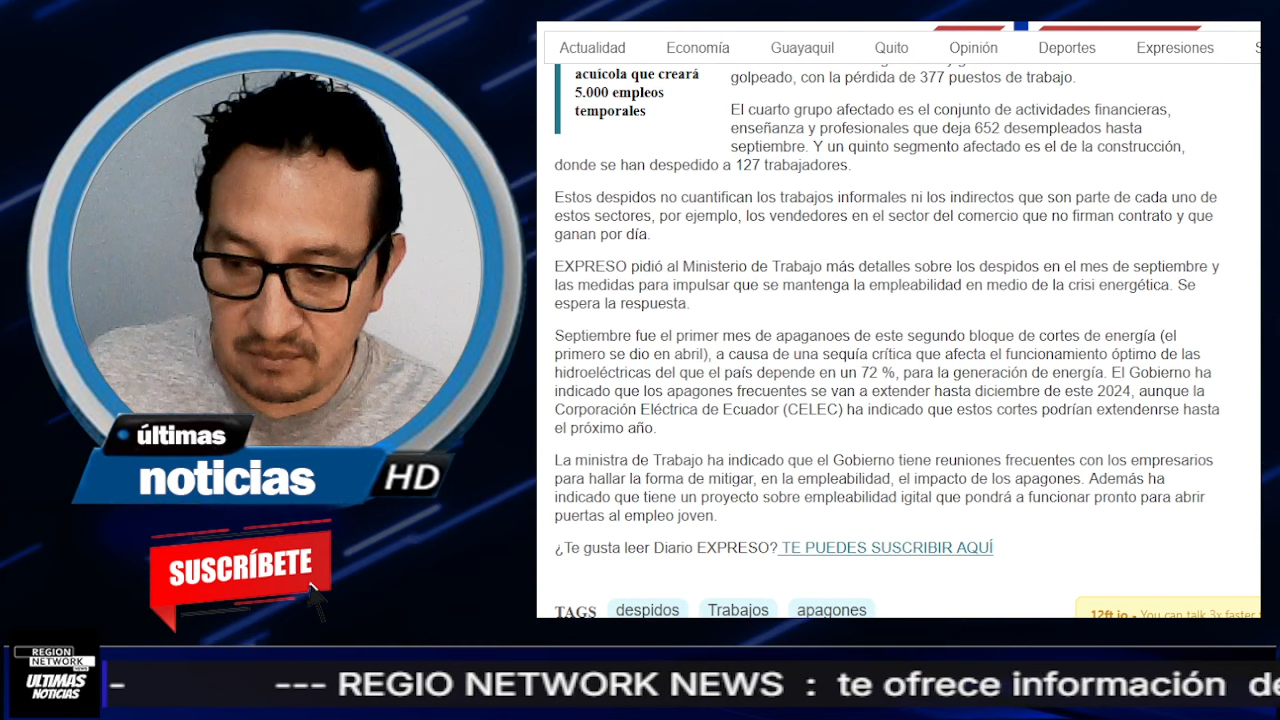 Actualidad Economía Guayaquil Quito Opinión Deportes Expresiones
acuícola que creará
5.000 empleos
temporales
golpeado, con la pérdida de 377 puestos de trabajo.
El cuarto grupo afectado es el conjunto de actividades financieras,
enseñanza y profesionales que deja 652 desempleados hasta
septiembre. Y un quinto segmento afectado es el de la construcción,
donde se han despedido a 127 trabajadores.
Estos despidos no cuantifican los trabajos informales ni los indirectos que son parte de cada uno de
estos sectores, por ejemplo, los vendedores en el sector del comercio que no firman contrato y que
ganan por día.
EXPRESO pidió al Ministerio de Trabajo más detalles sobre los despidos en el mes de septiembre y
las medidas para impulsar que se mantenga la empleabilidad en medio de la crisi energética. Se
espera la respuesta.
Septiembre fue el primer mes de apaganoes de este segundo bloque de cortes de energía (el
primero se dio en abril), a causa de una sequía crítica que afecta el funcionamiento óptimo de las
hidroeléctricas del que el país depende en un 72 %, para la generación de energía. El Gobierno ha
indicado que los apagones frecuentes se van a extender hasta diciembre de este 2024, aunque la
Corporación Eléctrica de Ecuador (CELEC) ha indicado que estos cortes podrían extendenrse hasta
el próximo año.
La ministra de Trabajo ha indicado que el Gobierno tiene reuniones frecuentes con los empresarios
para hallar la forma de mitigar, en la empleabilidad, el impacto de los apagones. Además ha
indicado que tiene un proyecto sobre empleabilidad igital que pondrá a funcionar pronto para abrir
puertas al empleo joven.
¿Te gusta leer Diario EXPRESO? TE PUEDES SUSCRIBIR AQUÍ
TAGS despidos Trabajos apagones
12ft.io - You can talk 3x faster
últimas
noticias HD
SUSCRÍBETE
REGION
NETWORK
NEWS
ULTIMAS
NOTICIAS
- --- REGIO NETWORK NEWS : te ofrece información de